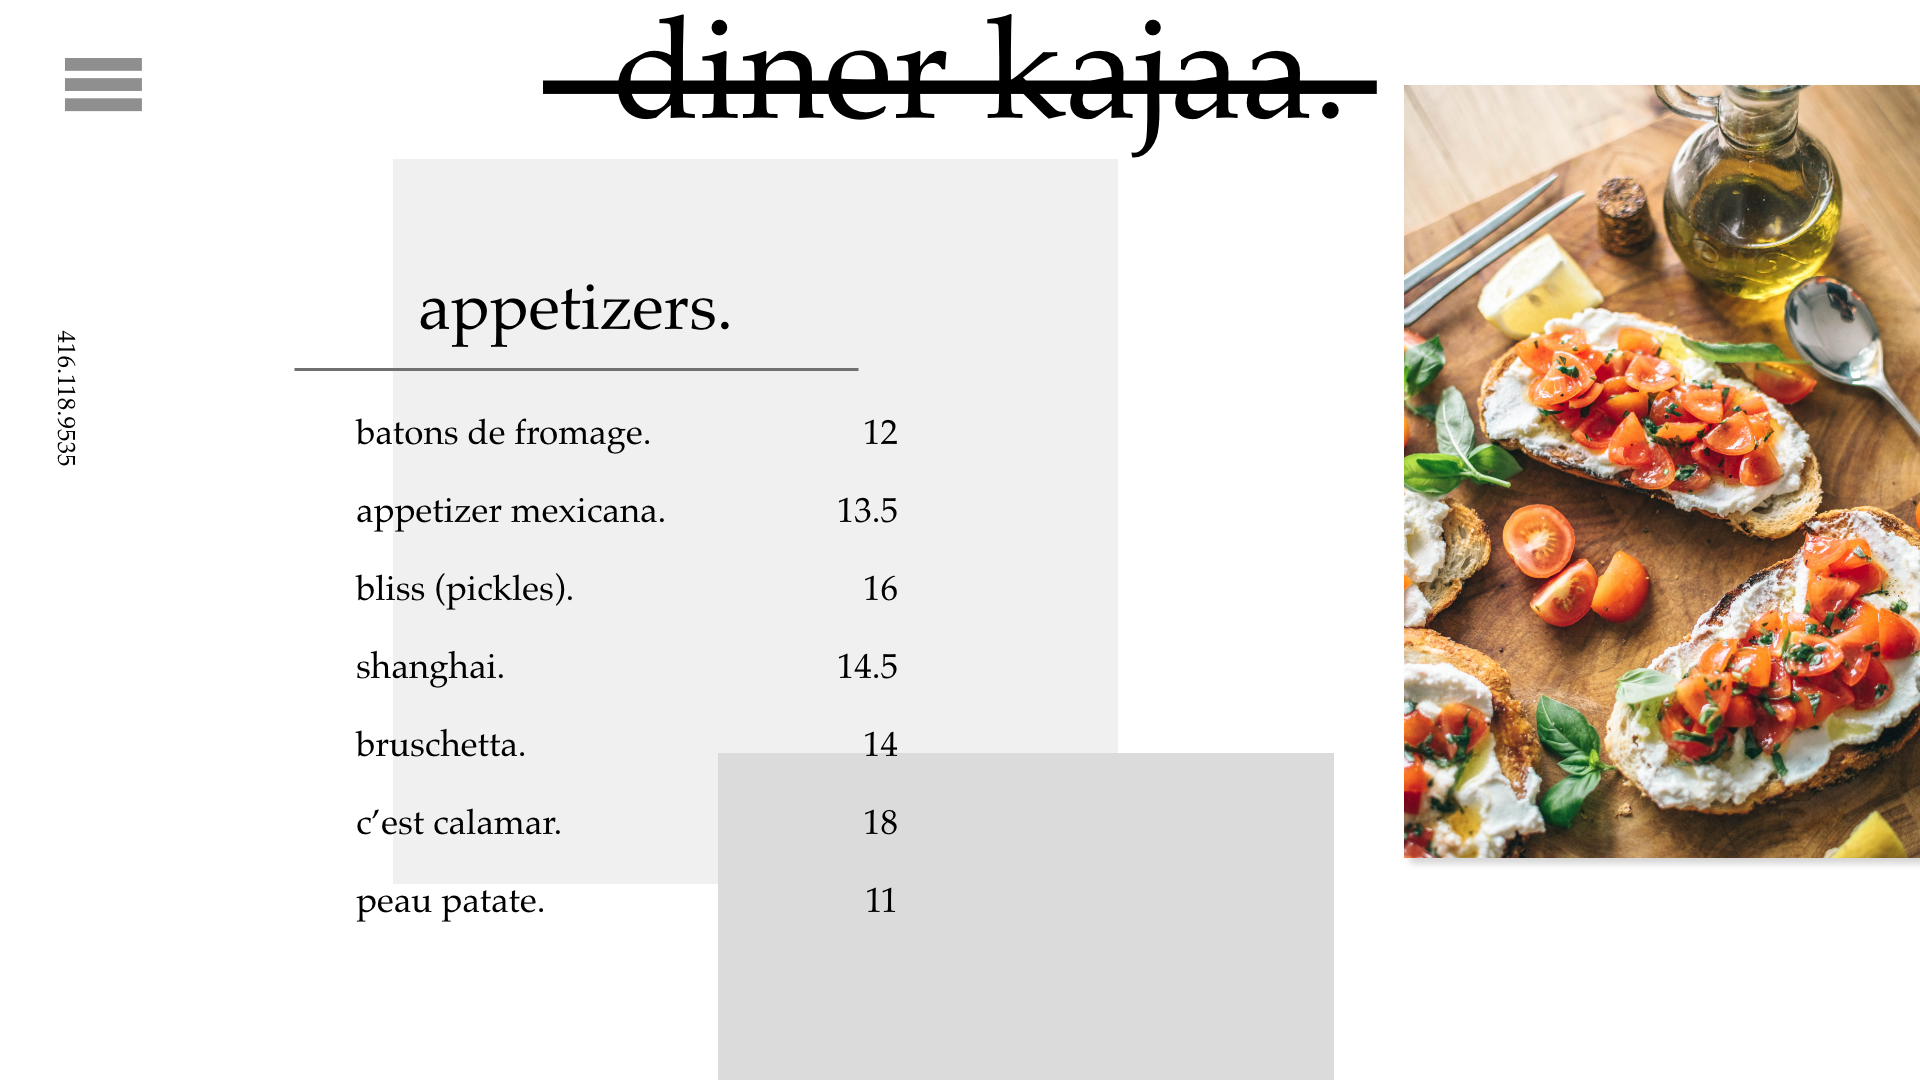 diner kajaa.
416.118.9535
appetizers.
batons de fromage. 12
appetizer mexicana. 13.5
bliss (pickles). 16
shanghai. 14.5
bruschetta. 14
c’est calamar. 18
peau patate. 11